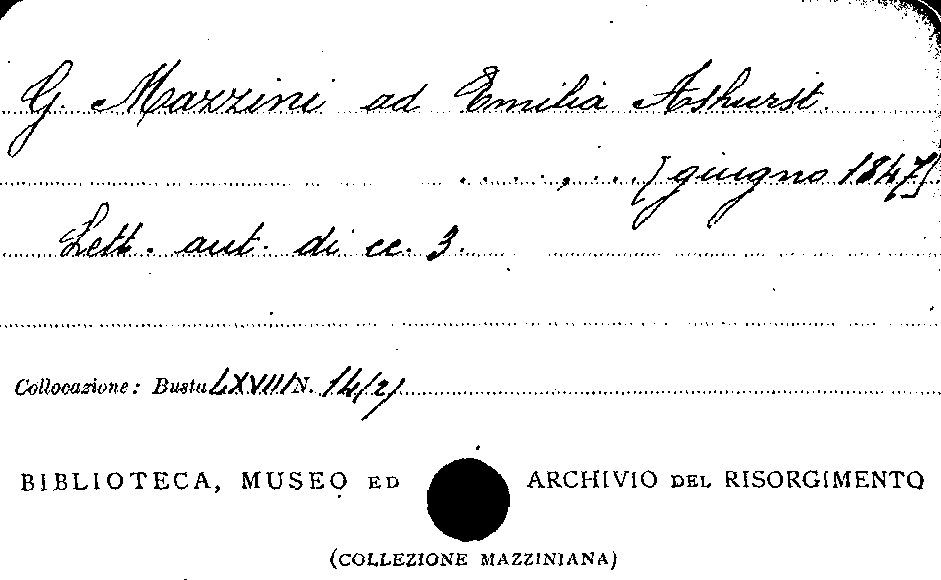 G. Mazzini ad Emilia Ashurst.
. . . . , . . . [giugno 1847]
Lett. aut. di cc. 3.
Collocazione: Busta LXVIII N. 14/2/
BIBLIOTECA, MUSEO ED ARCHIVIO DEL RISORGIMENTO
(COLLEZIONE MAZZINIANA)